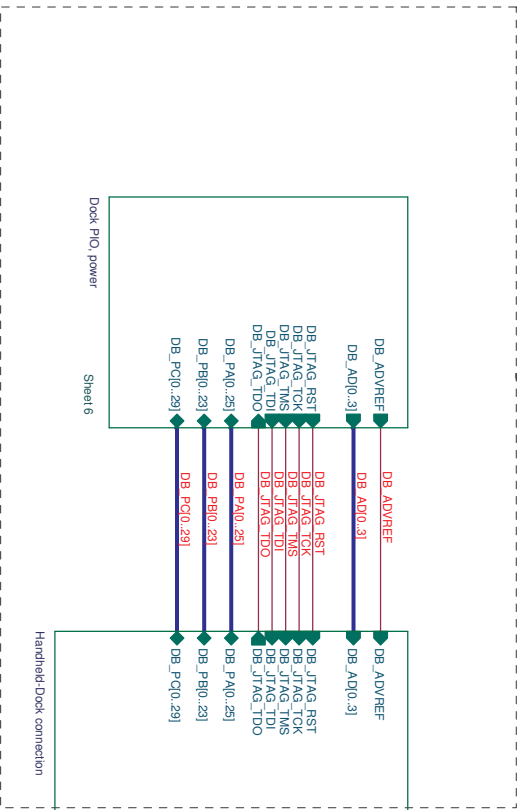 Dock PIO, power
Sheet 6
DB_ADVREF
DB_AD[0..3]
DB_JTAG_RST
DB_JTAG_TCK
DB_JTAG_TMS
DB_JTAG_TDI
DB_JTAG_TDO
DB_PA[0..25]
DB_PB[0..23]
DB_PC[0..29]
DB_ADVREF
DB_AD[0..3]
DB_JTAG_RST
DB_JTAG_TCK
DB_JTAG_TMS
DB_JTAG_TDI
DB_JTAG_TDO
DB_PA[0..25]
DB_PB[0..23]
DB_PC[0..29]
DB_ADVREF
DB_AD[0..3]
DB_JTAG_RST
DB_JTAG_TCK
DB_JTAG_TMS
DB_JTAG_TDI
DB_JTAG_TDO
DB_PA[0..25]
DB_PB[0..23]
DB_PC[0..29]
Handheld-Dock connection